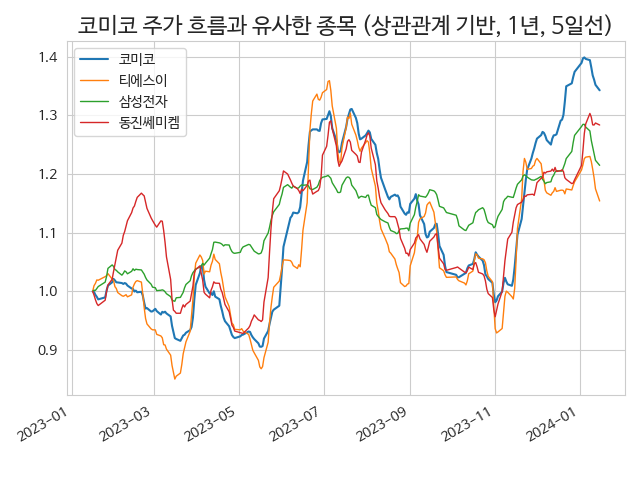 코미코 주가 흐름과 유사한 종목 (상관관계 기반, 1년, 5일선)
코미코
티에스이
삼성전자
동진쎄미켐
1.4
1.3
1.2
1.1
1.0
0.9
2023-01
2023-03
2023-05
2023-07
2023-09
2023-11
2024-01